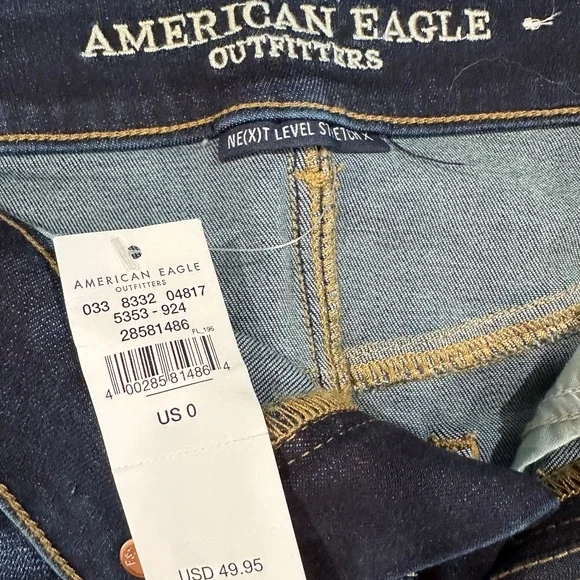 AMERICAN EAGLE
OUTFITTERS
NE(X)T LEVEL STRETCH X
AMERICAN EAGLE
OUTFITTERS
033 8332 04817
5353 - 924
28581486
FL_196
4 00285 81486 4
US 0
USD 49.95